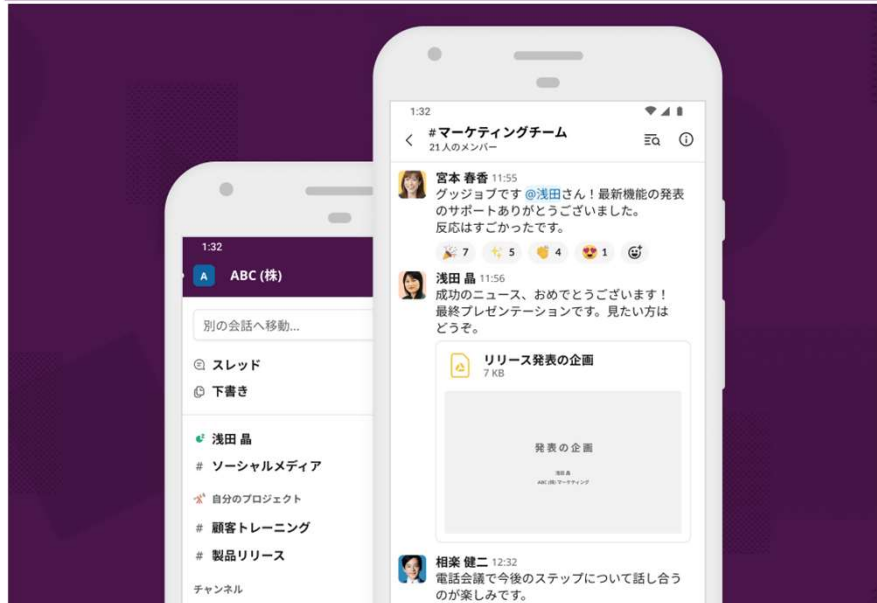 1:32
ABC (株)
A
別の会話へ移動...
スレッド
下書き
浅田 晶
# ソーシャルメディア
自分のプロジェクト
# 顧客トレーニング
# 製品リリース
チャンネル
1:32
#マーケティングチーム
21人のメンバー
宮本 春香 11:55
グッジョブです @浅田さん！最新機能の発表
のサポートありがとうございました。
反応はすごかったです。
7 5 4 1
浅田 晶 11:56
成功のニュース、おめでとうございます！
最終プレゼンテーションです。見たい方は
どうぞ。
リリース発表の企画
7 KB
発表の企画
浅田 晶
ABC (株) マーケティング
相楽 健二 12:32
電話会議で今後のステップについて話し合う
のが楽しみです。